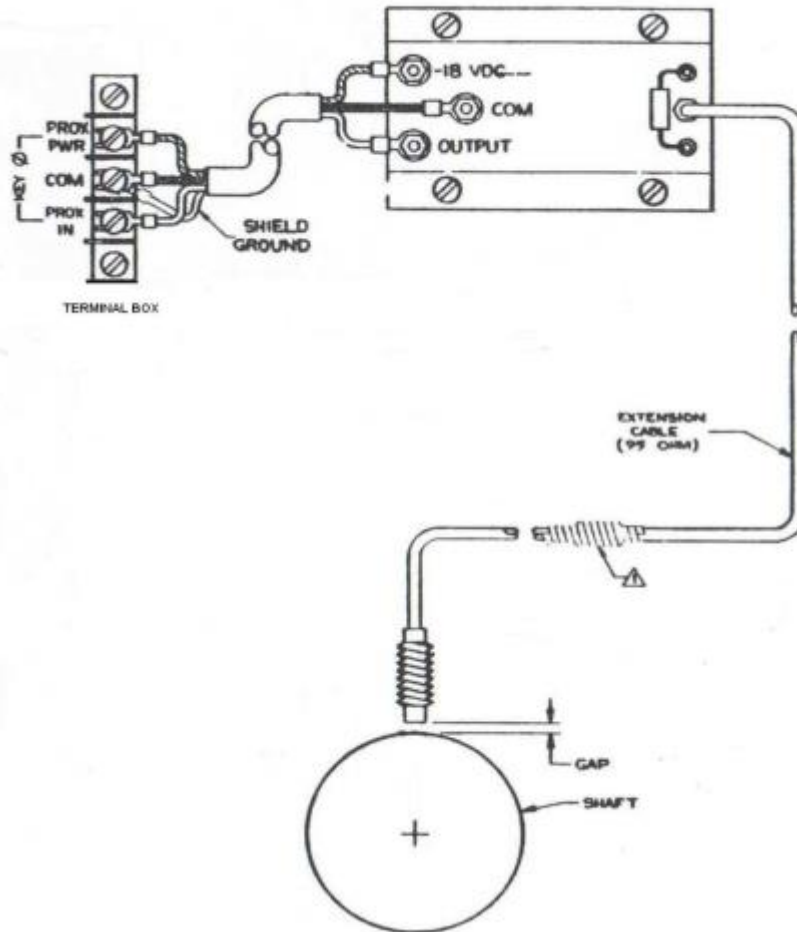 -18 VDC
COM
OUTPUT
PROX
PWR
COM
PROX
IN
KEY Ø
SHIELD
GROUND
TERMINAL BOX
EXTENSION
CABLE
(95 OHM)
1
GAP
SHAFT